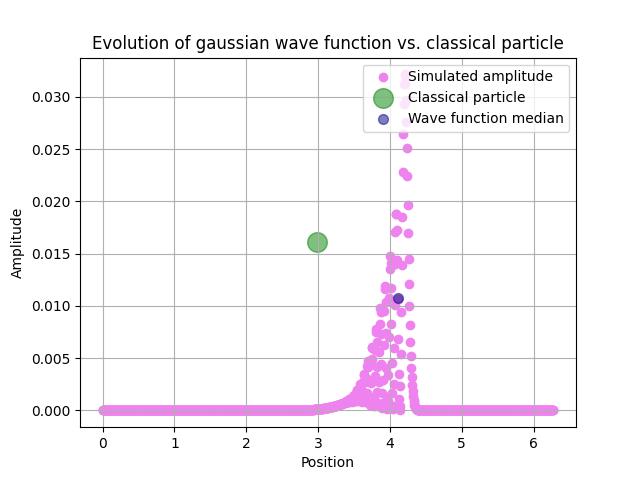 Evolution of gaussian wave function vs. classical particle
Simulated amplitude
Classical particle
Wave function median
Amplitude
0.030
0.025
0.020
0.015
0.010
0.005
0.000
0 1 2 3 4 5 6
Position